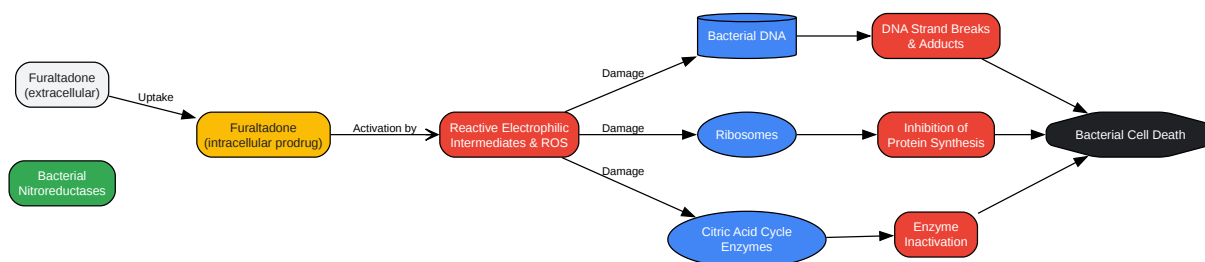 Furaltadone
(extracellular)
Uptake
Bacterial
Nitroreductases
Furaltadone
(intracellular prodrug)
Activation by
Reactive Electrophilic
Intermediates & ROS
Damage
Damage
Damage
Bacterial DNA
Ribosomes
Citric Acid Cycle
Enzymes
DNA Strand Breaks
& Adducts
Inhibition of
Protein Synthesis
Enzyme
Inactivation
Bacterial Cell Death